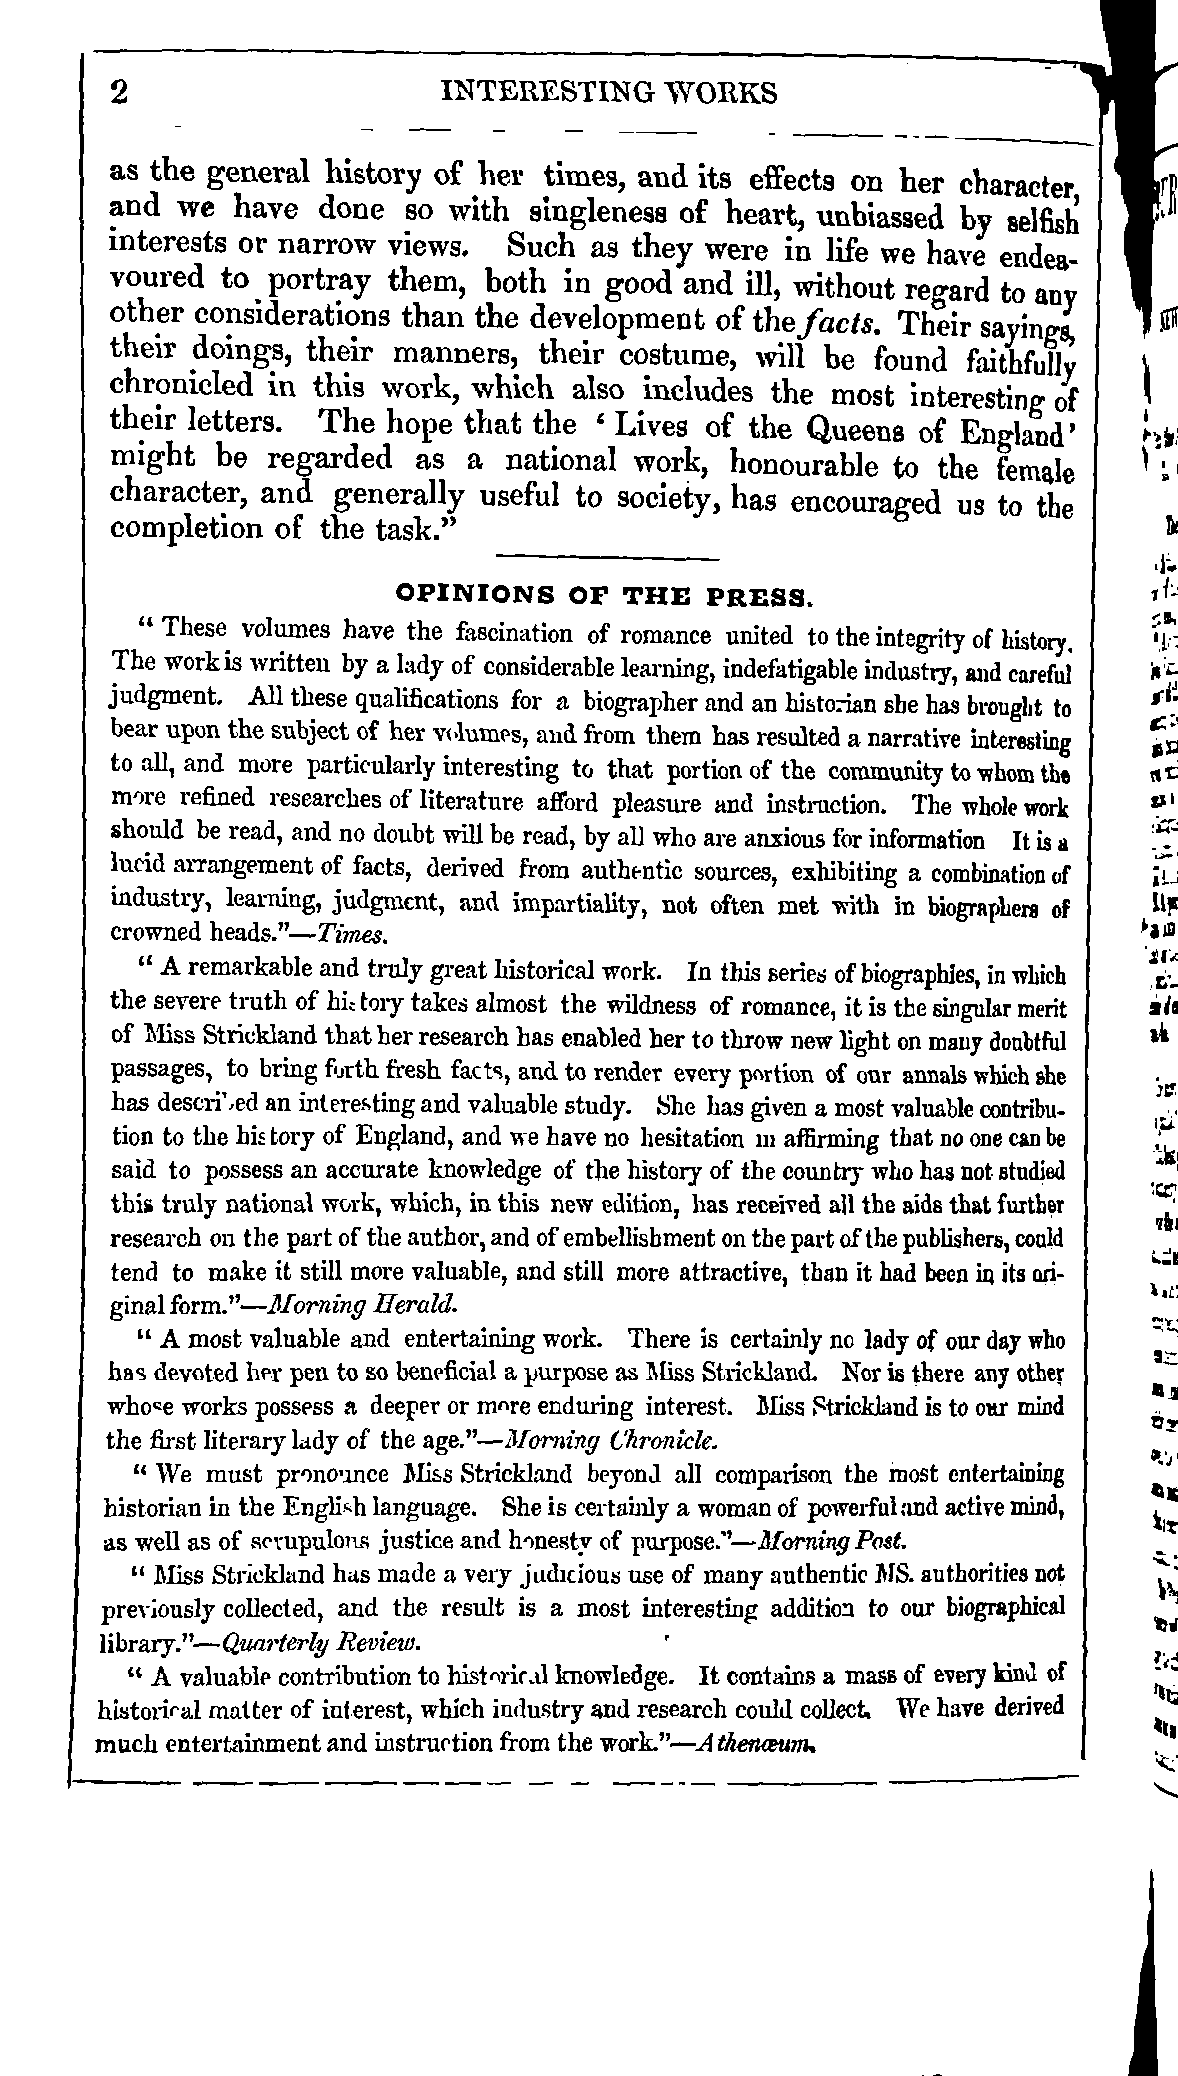 2 INTERESTING WORKS
as the general history of her times, and its effects on her character,
and we have done so with singleness of heart, unbiassed by selfish
interests or narrow views. Such as they were in life we have endea-
voured to portray them, both in good and ill, without regard to any
other considerations than the development of the facts. Their sayings,
their doings, their manners, their costume, will be found faithfully
chronicled in this work, which also includes the most interesting of
their letters. The hope that the ‘Lives of the Queens of England’
might be regarded as a national work, honourable to the female
character, and generally useful to society, has encouraged us to the
completion of the task.”
OPINIONS OF THE PRESS.
“These volumes have the fascination of romance united to the integrity of history.
The work is written by a lady of considerable learning, indefatigable industry, and careful
judgment. All these qualifications for a biographer and an historian she has brought to
bear upon the subject of her volumes, and from them has resulted a narrative interesting
to all, and more particularly interesting to that portion of the community to whom the
more refined researches of literature afford pleasure and instruction. The whole work
should be read, and no doubt will be read, by all who are anxious for information It is a
lucid arrangement of facts, derived from authentic sources, exhibiting a combination of
industry, learning, judgment, and impartiality, not often met with in biographers of
crowned heads.”—Times.
“A remarkable and truly great historical work. In this series of biographies, in which
the severe truth of history takes almost the wildness of romance, it is the singular merit
of Miss Strickland that her research has enabled her to throw new light on many doubtful
passages, to bring forth fresh facts, and to render every portion of our annals which she
has described an interesting and valuable study. She has given a most valuable contribu-
tion to the history of England, and we have no hesitation in affirming that no one can be
said to possess an accurate knowledge of the history of the country who has not studied
this truly national work, which, in this new edition, has received all the aids that further
research on the part of the author, and of embellishment on the part of the publishers, could
tend to make it still more valuable, and still more attractive, than it had been in its ori-
ginal form.”—Morning Herald.
“A most valuable and entertaining work. There is certainly no lady of our day who
has devoted her pen to so beneficial a purpose as Miss Strickland. Nor is there any other
whose works possess a deeper or more enduring interest. Miss Strickland is to our mind
the first literary lady of the age.”—Morning Chronicle.
“We must pronounce Miss Strickland beyond all comparison the most entertaining
historian in the English language. She is certainly a woman of powerful and active mind,
as well as of scrupulous justice and honesty of purpose.”—Morning Post.
“Miss Strickland has made a very judicious use of many authentic MS. authorities not
previously collected, and the result is a most interesting addition to our biographical
library.”—Quarterly Review.
“A valuable contribution to historical knowledge. It contains a mass of every kind of
historical matter of interest, which industry and research could collect. We have derived
much entertainment and instruction from the work.”—Athenæum.